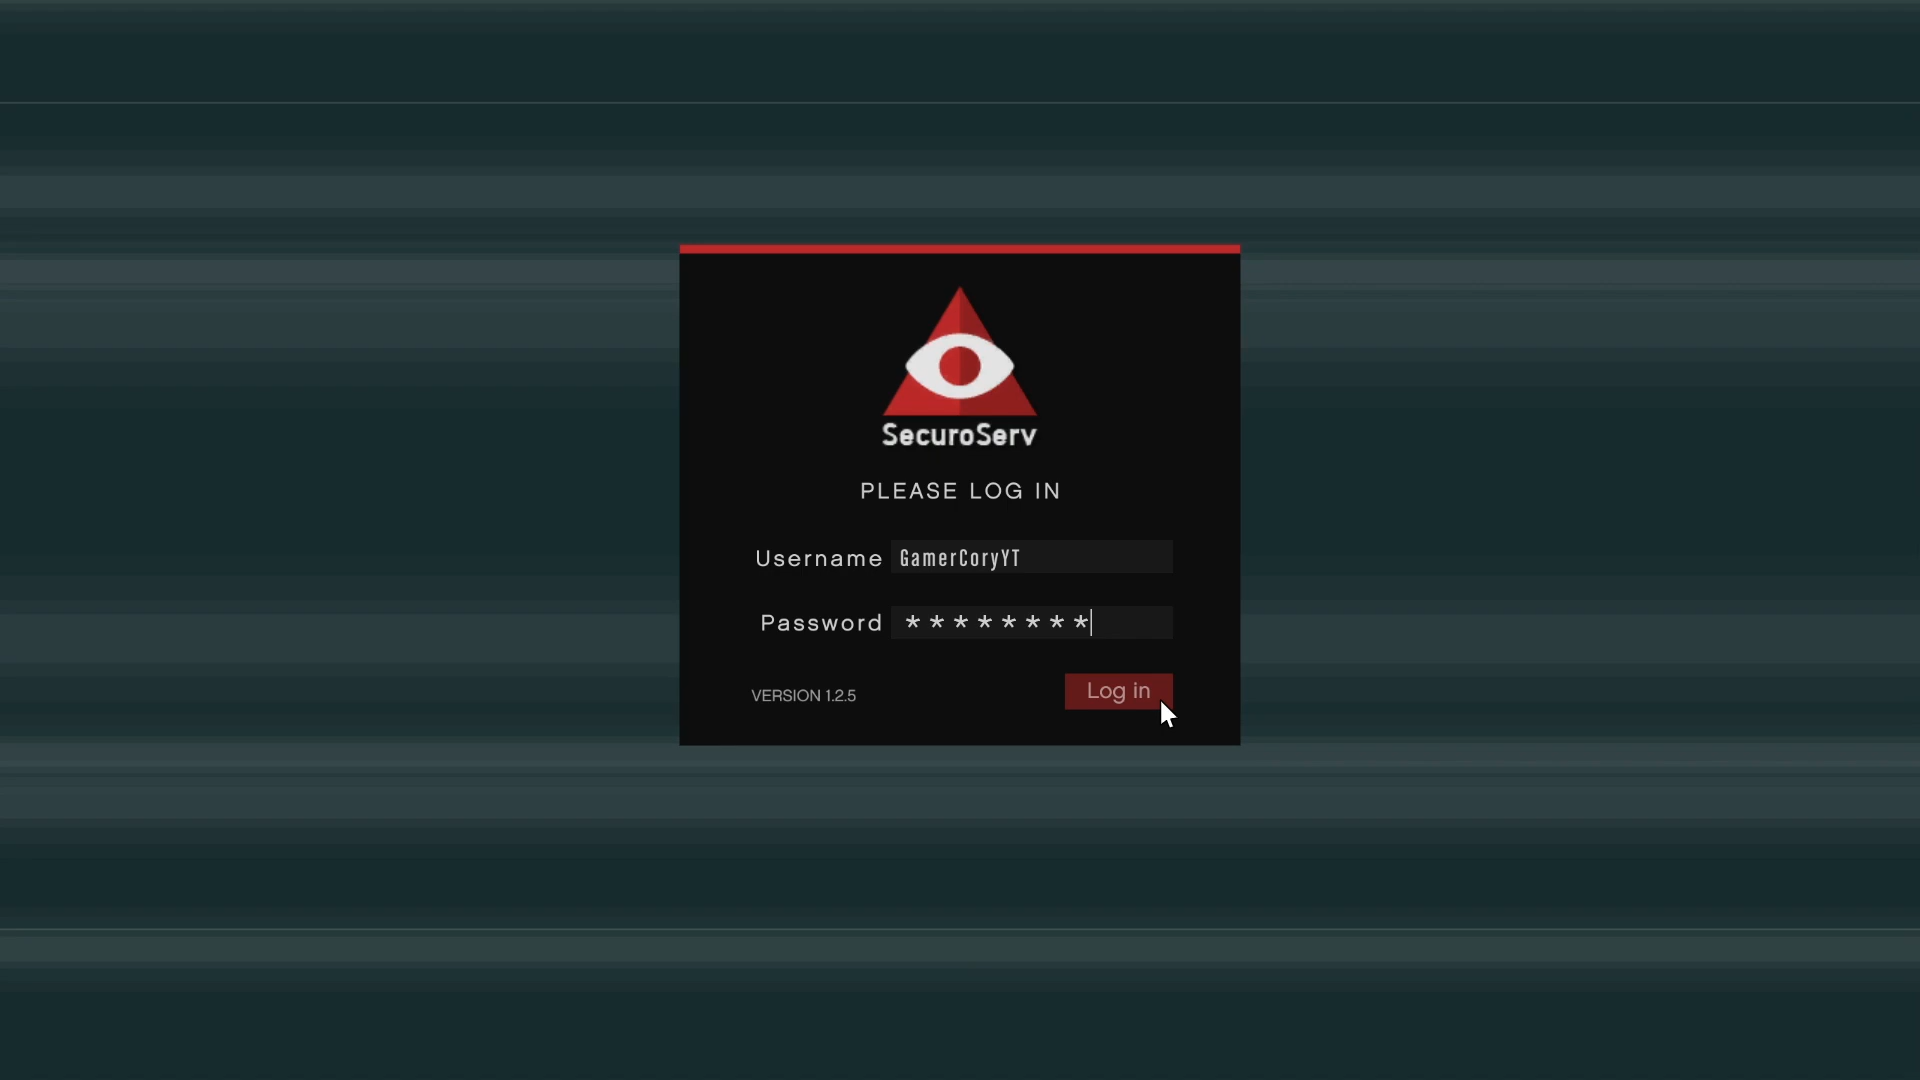 SecuroServ
PLEASE LOG IN
Username GamerCoryYT
Password ********
VERSION 1.2.5 Log in